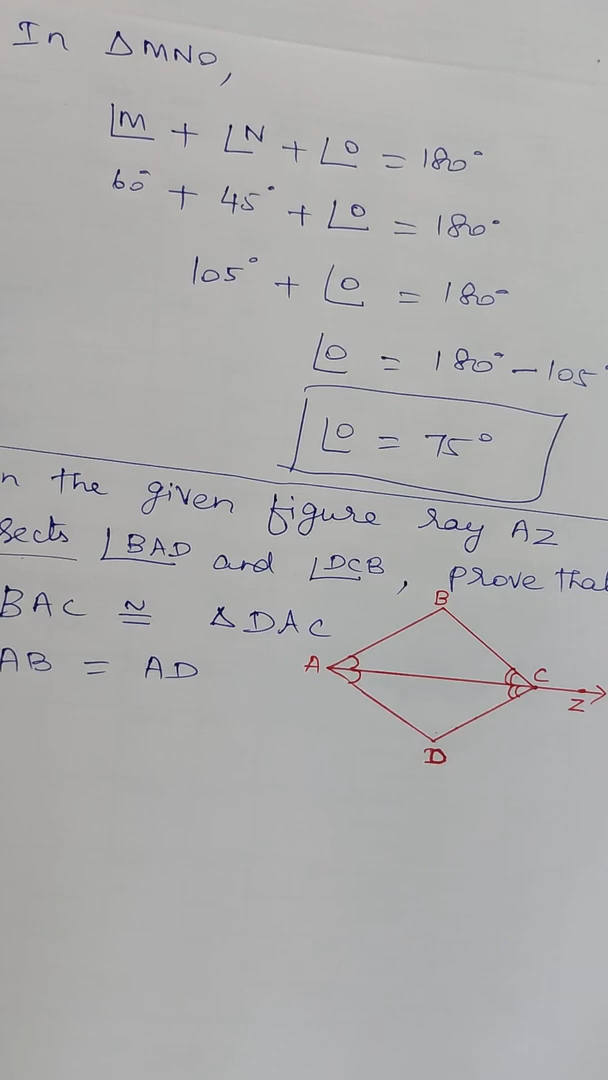 In ΔMNO,
∠M + ∠N + ∠O = 180°
60° + 45° + ∠O = 180°
105° + ∠O = 180°
∠O = 180° - 105°
∠O = 75°
n the given figure ray AZ
sects ∠BAD and ∠DCB, prove that
BAC ≅ ΔDAC
AB = AD
B
A
C
Z
D